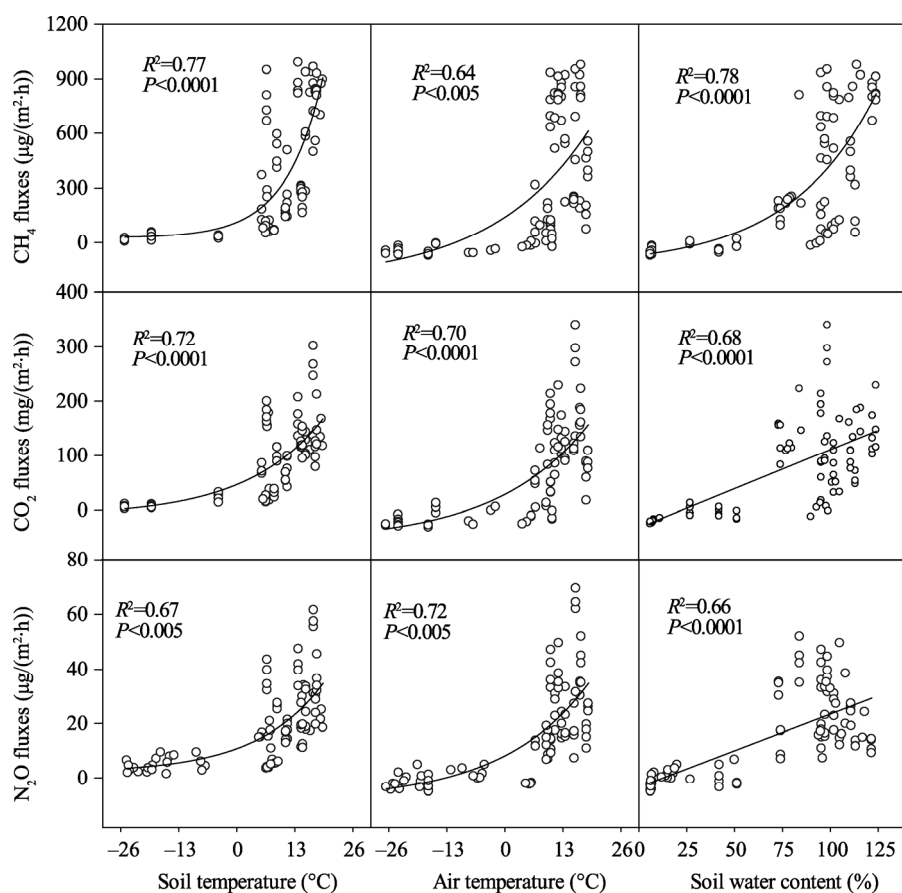 1200
900
600
300
0
400
CH₄ fluxes (μg/(m²·h))
R²=0.77
P<0.0001
R²=0.64
P<0.005
R²=0.78
P<0.0001
300
200
100
0
80
CO₂ fluxes (mg/(m²·h))
R²=0.72
P<0.0001
R²=0.70
P<0.0001
R²=0.68
P<0.0001
60
40
20
0
N₂O fluxes (μg/(m²·h))
R²=0.67
P<0.005
R²=0.72
P<0.005
R²=0.66
P<0.0001
–26 –13 0 13 26
–26 –13 0 13 26
0 25 50 75 100 125
Soil temperature (°C)
Air temperature (°C)
Soil water content (%)